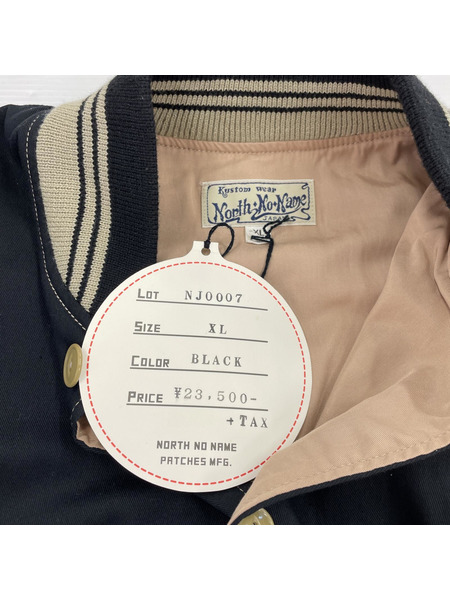 Kustom wear
North-No-Name
JAPAN
XL
LOT NJ0007
SIZE XL
COLOR BLACK
PRICE ¥23,500-
+TAX
NORTH NO NAME
PATCHES MFG.